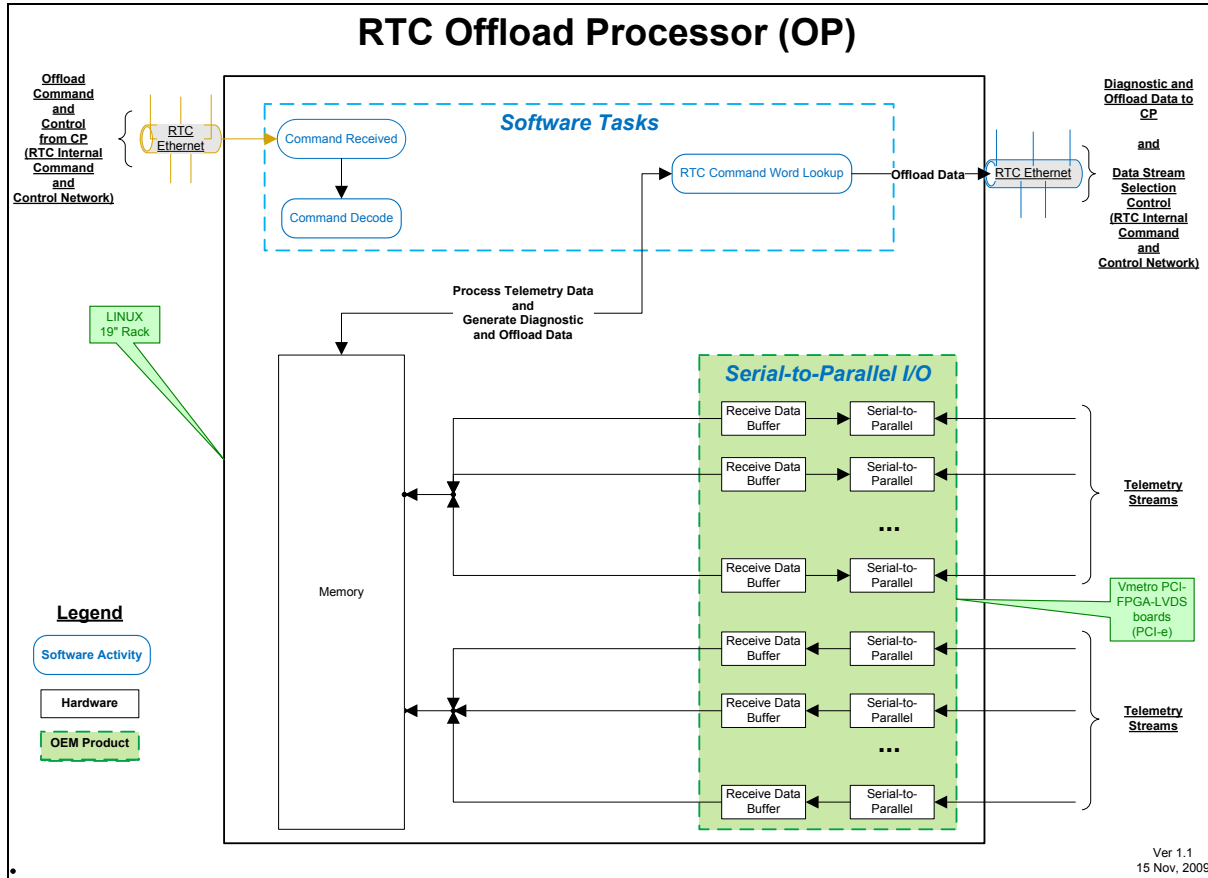 RTC Offload Processor (OP)
Offload
Command
and
Control
from CP
(RTC Internal
Command
and
Control Network)
RTC
Ethernet
Software Tasks
Command Received
Command Decode
RTC Command Word Lookup
Offload Data
RTC Ethernet
Diagnostic and
Offload Data to
CP
and
Data Stream
Selection
Control
(RTC Internal
Command
and
Control Network)
LINUX
19" Rack
Process Telemetry Data
and
Generate Diagnostic
and Offload Data
Memory
Serial-to-Parallel I/O
Receive Data
Buffer
Serial-to-
Parallel
Receive Data
Buffer
Serial-to-
Parallel
...
Receive Data
Buffer
Serial-to-
Parallel
Telemetry
Streams
Vmetro PCI-
FPGA-LVDS
boards
(PCI-e)
Receive Data
Buffer
Serial-to-
Parallel
Receive Data
Buffer
Serial-to-
Parallel
...
Receive Data
Buffer
Serial-to-
Parallel
Telemetry
Streams
Legend
Software Activity
Hardware
OEM Product
Ver 1.1
15 Nov, 2009